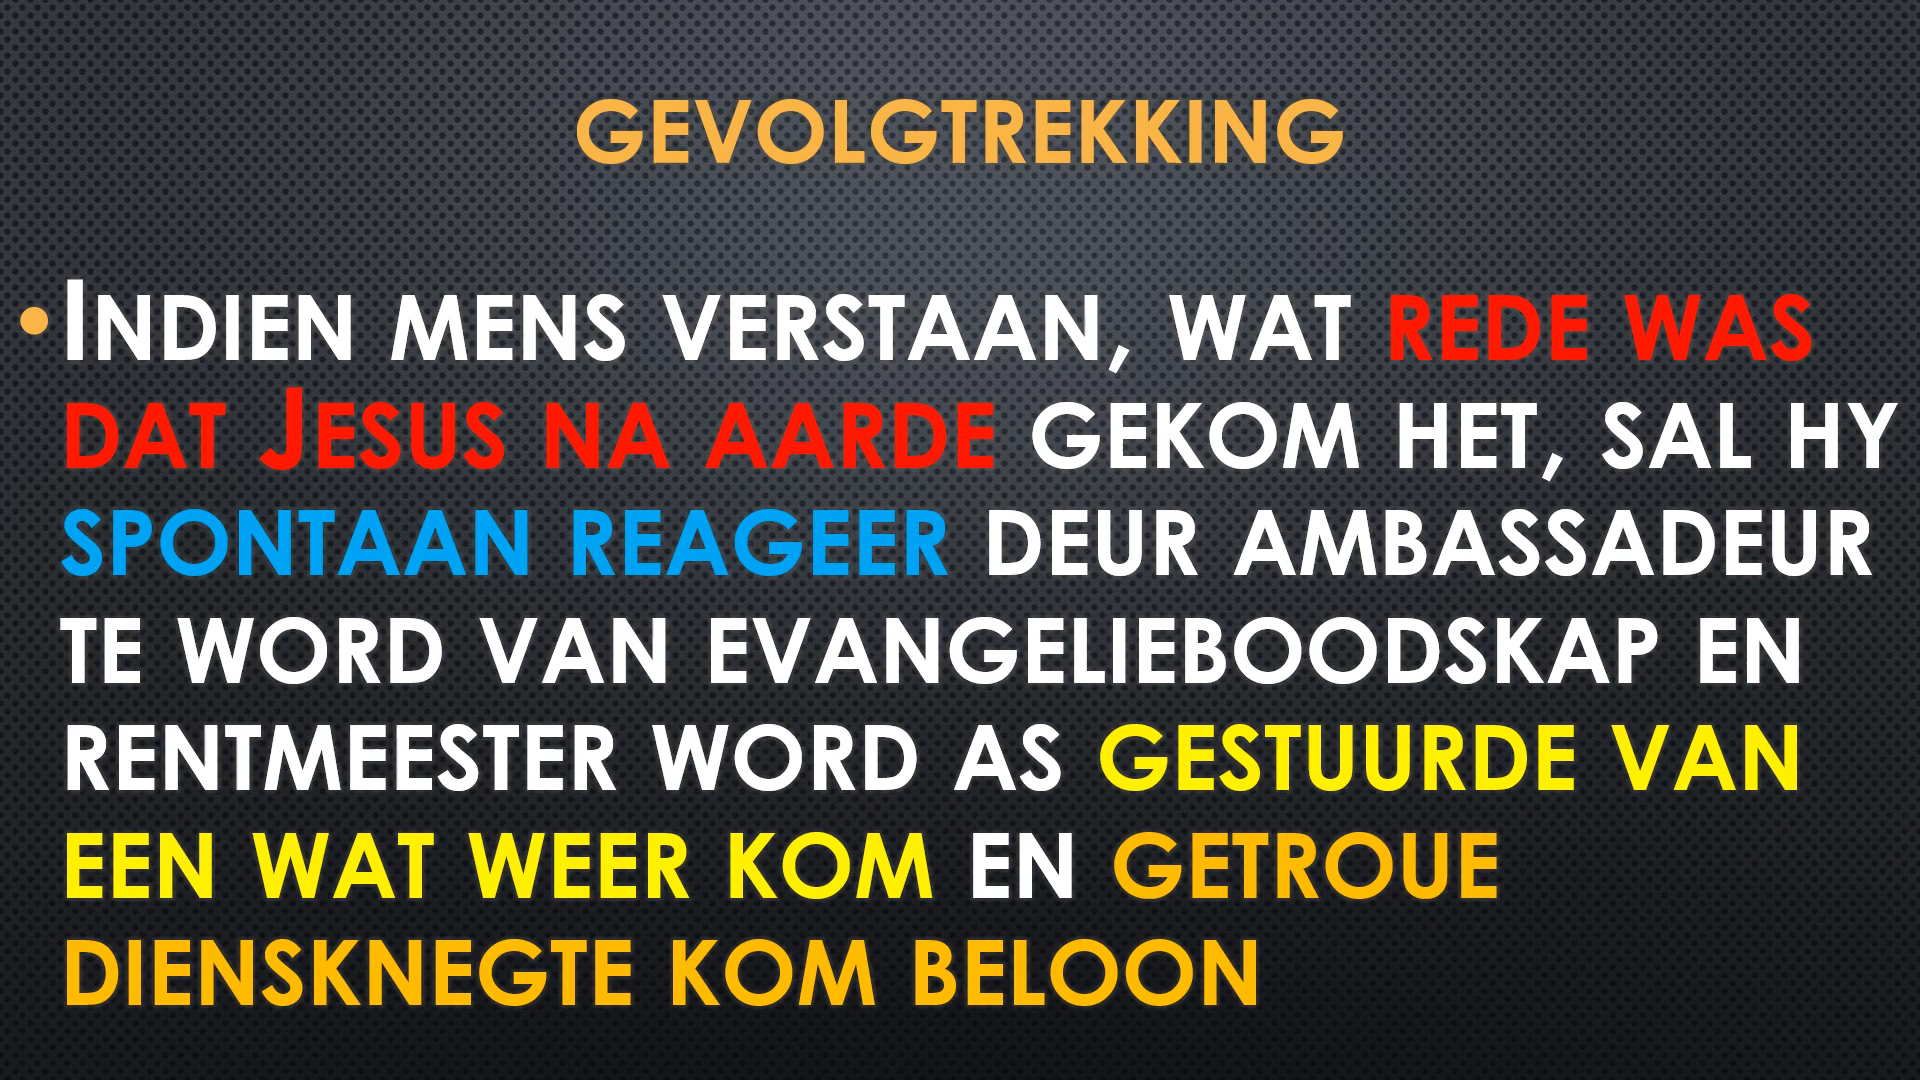 GEVOLGTREKKING
• INDIEN MENS VERSTAAN, WAT REDE WAS
DAT JESUS NA AARDE GEKOM HET, SAL HY
SPONTAAN REAGEER DEUR AMBASSADEUR
TE WORD VAN EVANGELIEBOODSKAP EN
RENTMEESTER WORD AS GESTUURDE VAN
EEN WAT WEER KOM EN GETROUE
DIENSKNEGTE KOM BELOON